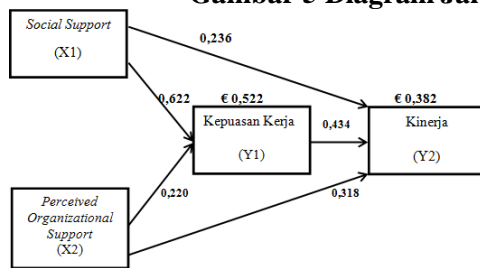 Gambar 5 Diagram Jal
Social Support
(X1)
0,236
0,622
€ 0,522
€ 0,382
Kepuasan Kerja
(Y1)
0,434
Kinerja
(Y2)
0,220
0,318
Perceived
Organizational
Support
(X2)